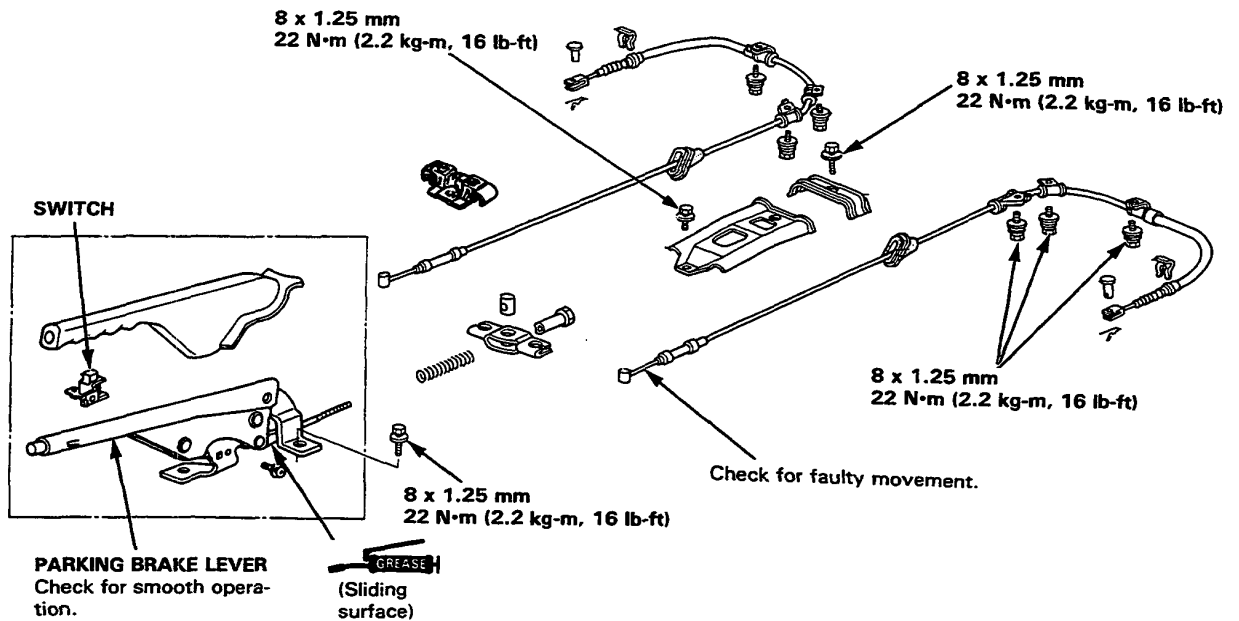 8 x 1.25 mm
22 N•m (2.2 kg-m, 16 lb-ft)
8 x 1.25 mm
22 N•m (2.2 kg-m, 16 lb-ft)
SWITCH
8 x 1.25 mm
22 N•m (2.2 kg-m, 16 lb-ft)
Check for faulty movement.
8 x 1.25 mm
22 N•m (2.2 kg-m, 16 lb-ft)
PARKING BRAKE LEVER
Check for smooth opera-
tion.
GREASE
(Sliding
surface)